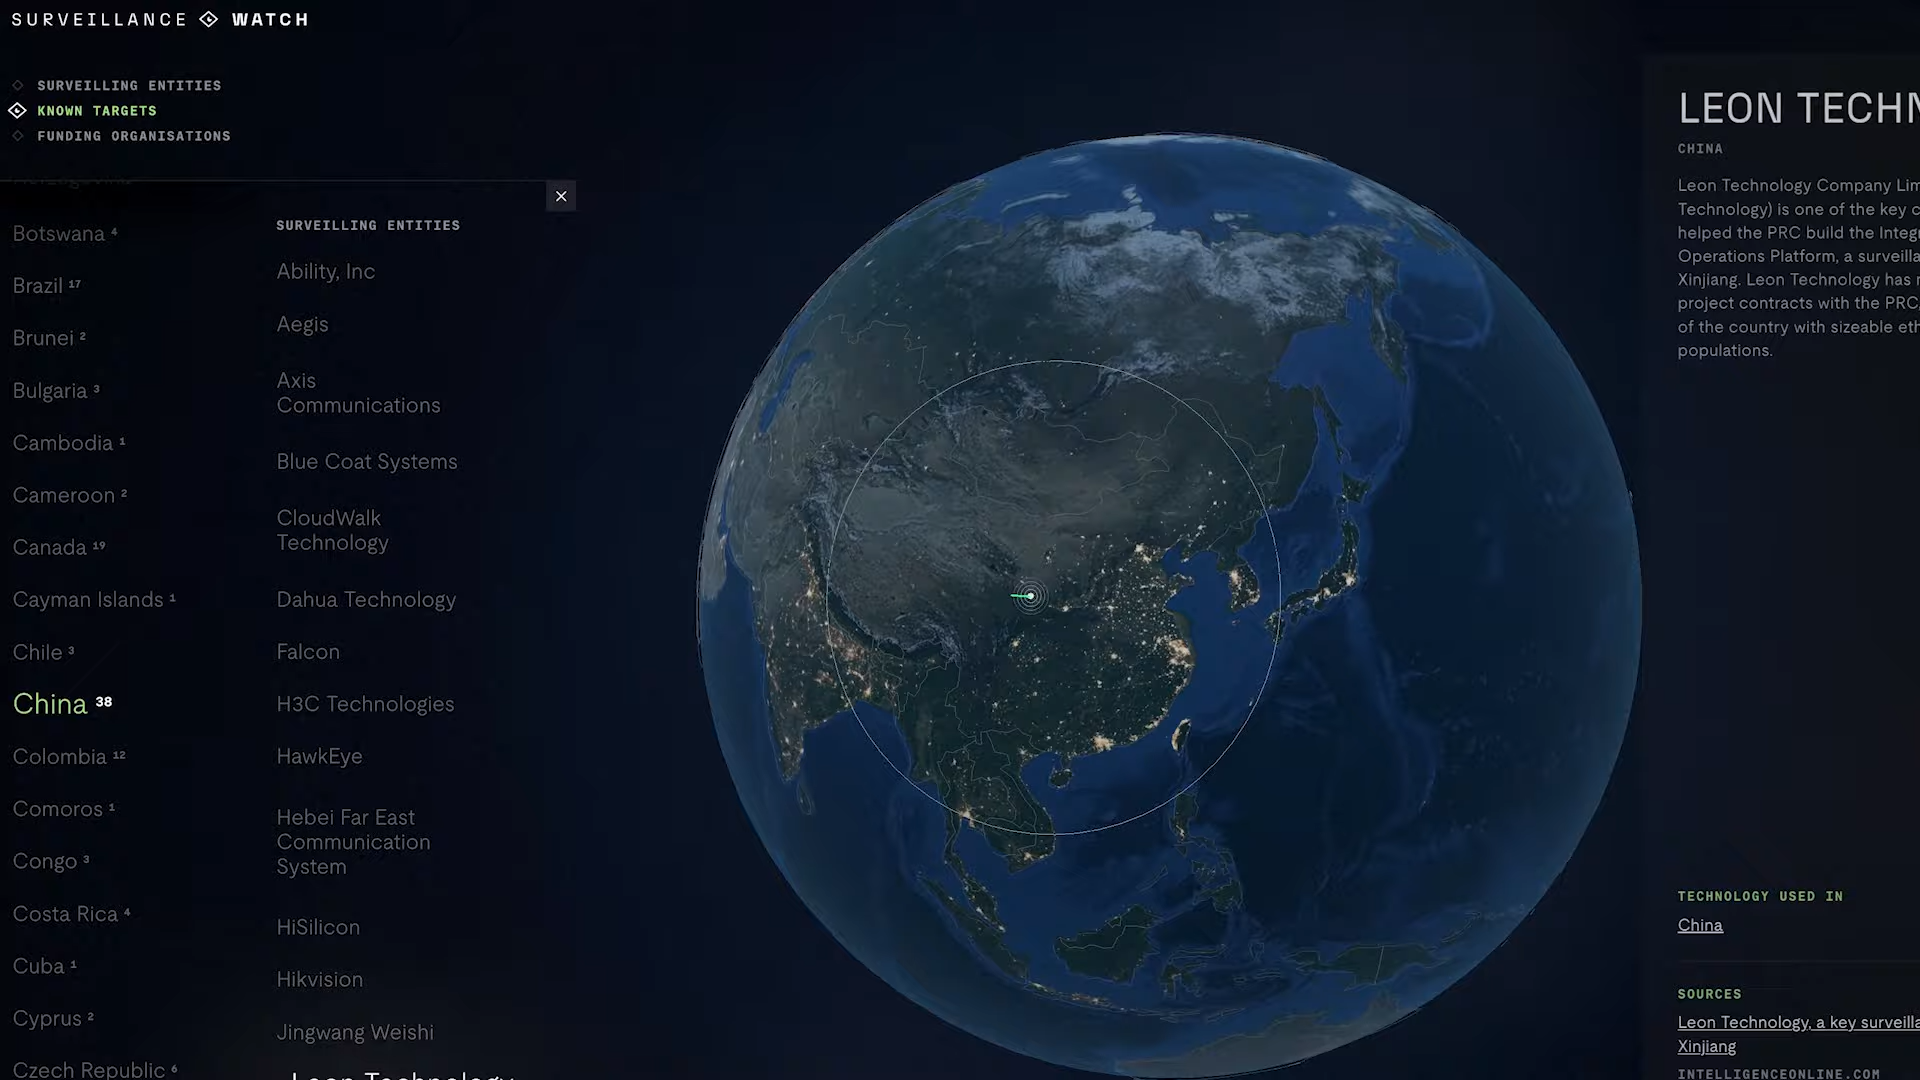 SURVEILLANCE WATCH
SURVEILLING ENTITIES
KNOWN TARGETS
FUNDING ORGANISATIONS
Botswana 4
Brazil 17
Brunei 2
Bulgaria 3
Cambodia 1
Cameroon 2
Canada 19
Cayman Islands 1
Chile 3
China 38
Colombia 12
Comoros 1
Congo 3
Costa Rica 4
Cuba 1
Cyprus 2
Czech Republic 6
SURVEILLING ENTITIES
Ability, Inc
Aegis
Axis
Communications
Blue Coat Systems
CloudWalk
Technology
Dahua Technology
Falcon
H3C Technologies
HawkEye
Hebei Far East
Communication
System
HiSilicon
Hikvision
Jingwang Weishi
Leon Technology
LEON TECHN
CHINA
Leon Technology Company Lim
Technology) is one of the key c
helped the PRC build the Integ
Operations Platform, a surveilla
Xinjiang. Leon Technology has
project contracts with the PRC,
of the country with sizeable eth
populations.
TECHNOLOGY USED IN
China
SOURCES
Leon Technology, a key surveilla
Xinjiang
INTELLIGENCEONLINE.COM